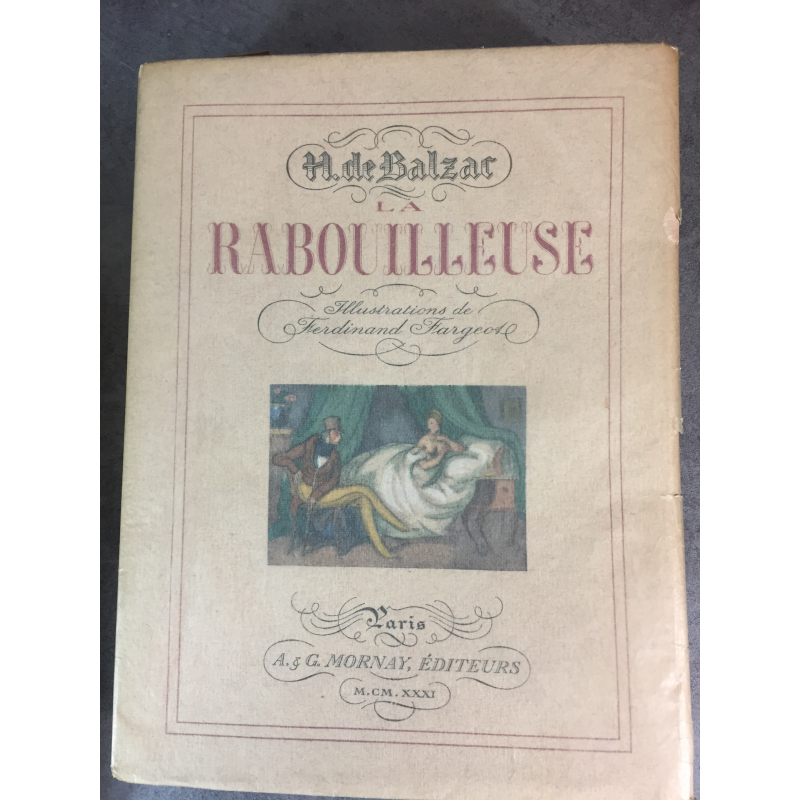 H. de Balzac
LA
RABOUILLEUSE
Illustrations de
Ferdinand Fargeot
Paris
A. & G. MORNAY, ÉDITEURS
M.CM.XXXI